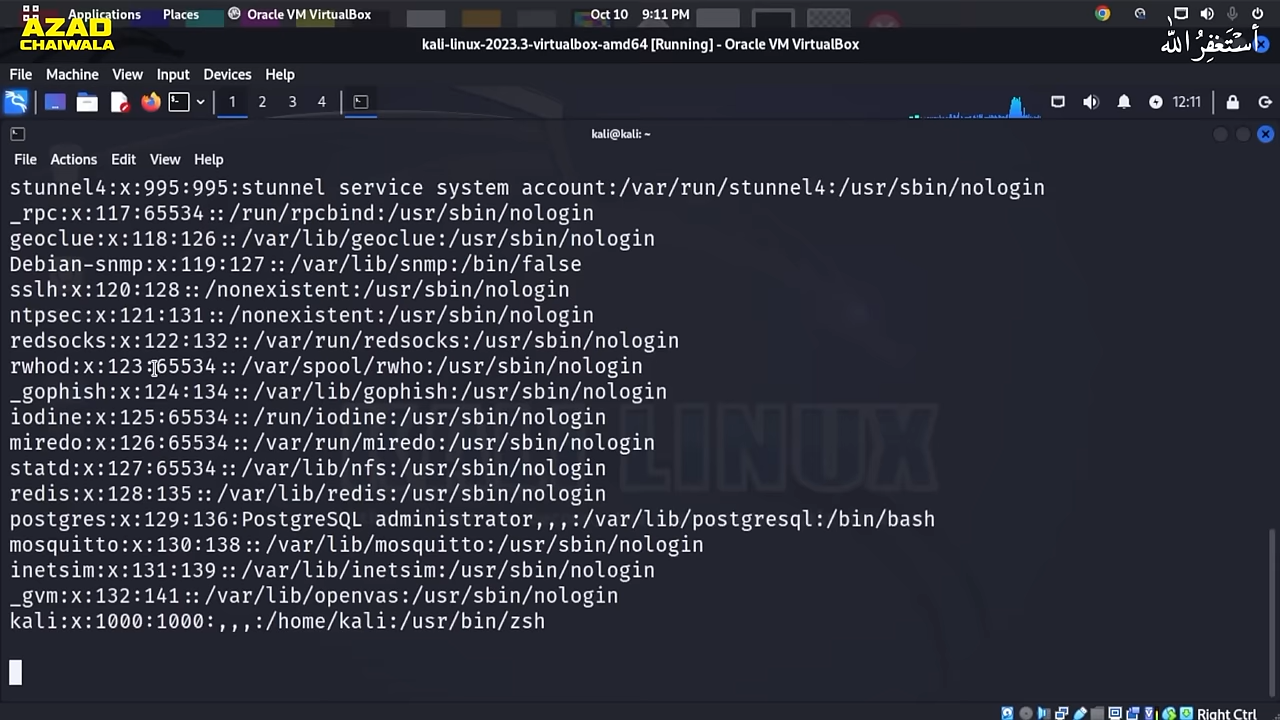 Applications Places Oracle VM VirtualBox Oct 10 9:11 PM
AZAD
CHAIWALA
أستغفر الله
kali-linux-2023.3-virtualbox-amd64 [Running] - Oracle VM VirtualBox
File Machine View Input Devices Help
1 2 3 4 12:11
kali@kali: ~
File Actions Edit View Help
stunnel4:x:995:995:stunnel service system account:/var/run/stunnel4:/usr/sbin/nologin
_rpc:x:117:65534::/run/rpcbind:/usr/sbin/nologin
geoclue:x:118:126::/var/lib/geoclue:/usr/sbin/nologin
Debian-snmp:x:119:127::/var/lib/snmp:/bin/false
sslh:x:120:128::/nonexistent:/usr/sbin/nologin
ntpsec:x:121:131::/nonexistent:/usr/sbin/nologin
redsocks:x:122:132::/var/run/redsocks:/usr/sbin/nologin
rwhod:x:123:65534::/var/spool/rwho:/usr/sbin/nologin
_gophish:x:124:134::/var/lib/gophish:/usr/sbin/nologin
iodine:x:125:65534::/run/iodine:/usr/sbin/nologin
miredo:x:126:65534::/var/run/miredo:/usr/sbin/nologin
statd:x:127:65534::/var/lib/nfs:/usr/sbin/nologin
redis:x:128:135::/var/lib/redis:/usr/sbin/nologin
postgres:x:129:136:PostgreSQL administrator,,,:/var/lib/postgresql:/bin/bash
mosquitto:x:130:138::/var/lib/mosquitto:/usr/sbin/nologin
inetsim:x:131:139::/var/lib/inetsim:/usr/sbin/nologin
_gvm:x:132:141::/var/lib/openvas:/usr/sbin/nologin
kali:x:1000:1000:,,,:/home/kali:/usr/bin/zsh
KALI LINUX
Right Ctrl